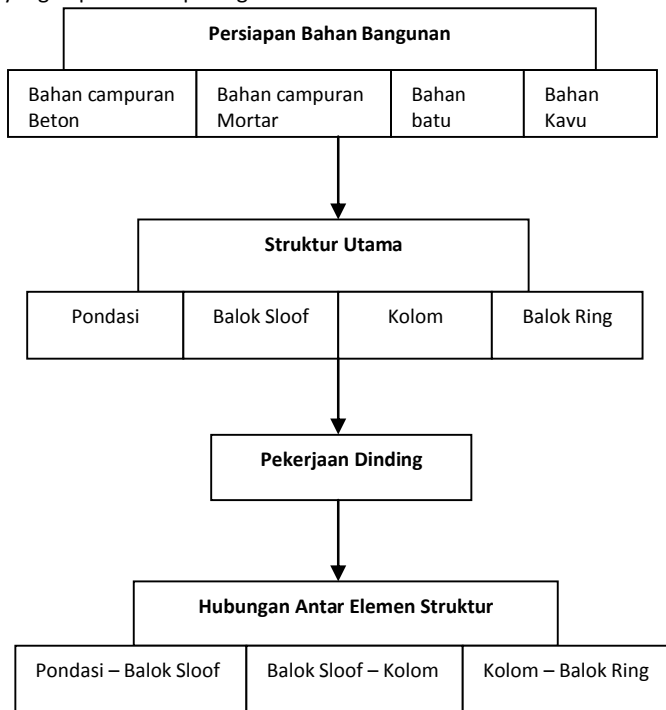 Persiapan Bahan Bangunan
Bahan campuran
Beton
Bahan campuran
Mortar
Bahan
batu
Bahan
Kavu
Struktur Utama
Pondasi
Balok Sloof
Kolom
Balok Ring
Pekerjaan Dinding
Hubungan Antar Elemen Struktur
Pondasi – Balok Sloof
Balok Sloof – Kolom
Kolom – Balok Ring